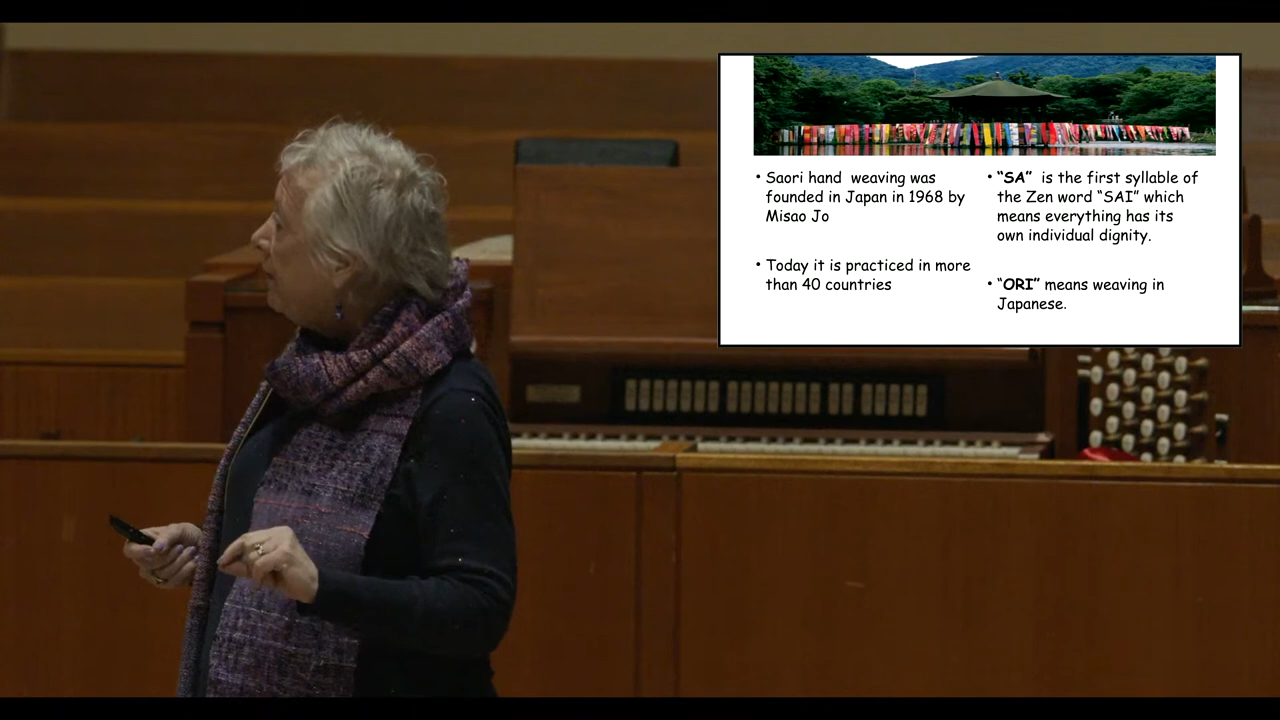 • Saori hand  weaving was
founded in Japan in 1968 by
Misao Jo
• Today it is practiced in more
than 40 countries
• “SA”  is the first syllable of
the Zen word “SAI” which
means everything has its
own individual dignity.
• “ORI” means weaving in
Japanese.